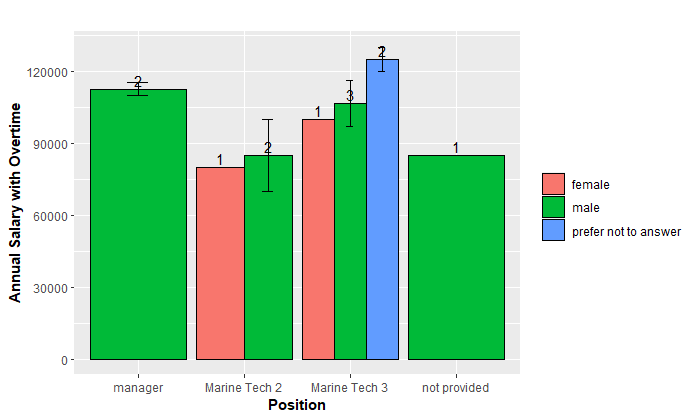 Annual Salary with Overtime
120000
90000
60000
30000
0
2
1
2
1
3
2
1
manager
Marine Tech 2
Marine Tech 3
not provided
Position
female
male
prefer not to answer